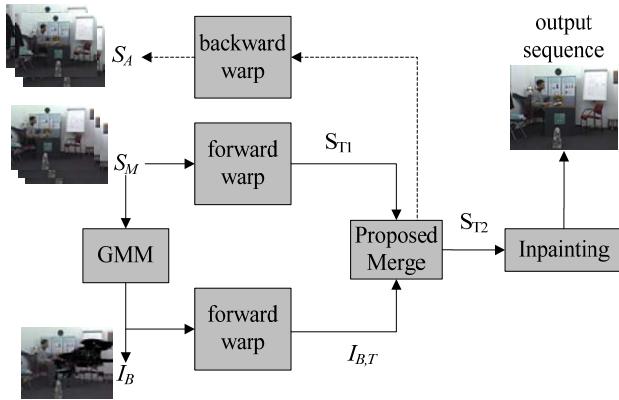 output
sequence
S_A
backward
warp
S_M
forward
warp
S_T1
GMM
Proposed
Merge
S_T2
Inpainting
forward
warp
I_B,T
I_B